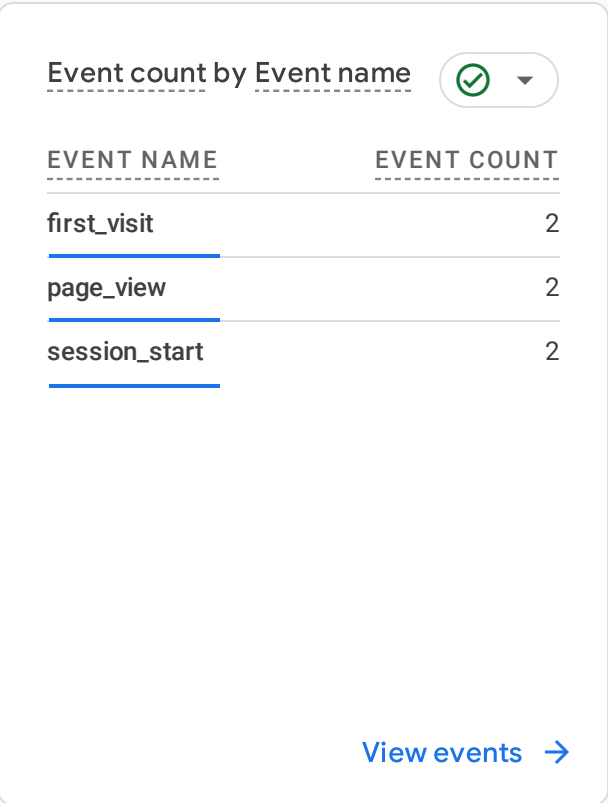 Event count by Event name
EVENT NAME EVENT COUNT
first_visit 2
page_view 2
session_start 2
View events